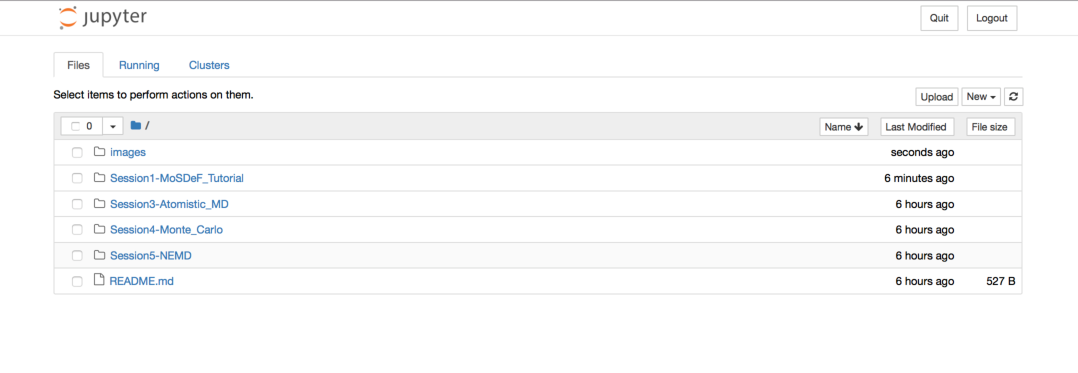 jupyter Quit Logout
Files Running Clusters
Select items to perform actions on them. Upload New
0 / Name Last Modified File size
images seconds ago
Session1-MoSDeF_Tutorial 6 minutes ago
Session3-Atomistic_MD 6 hours ago
Session4-Monte_Carlo 6 hours ago
Session5-NEMD 6 hours ago
README.md 6 hours ago 527 B